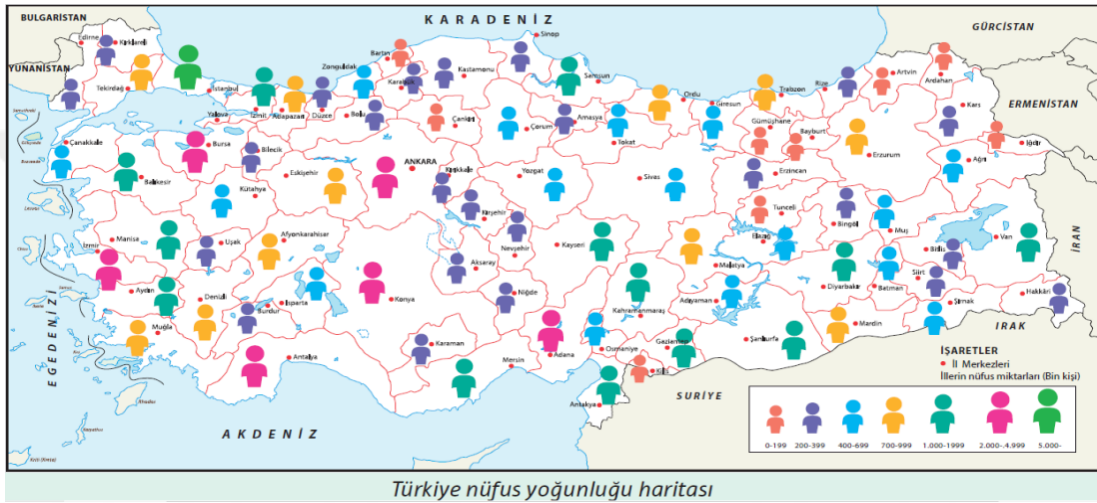 BULGARİSTAN
KARADENİZ
GÜRCİSTAN
Edirne
Kırklareli
Sinop
YUNANİSTAN
Tekirdağ
İstanbul
Zonguldak
Bartın
Karabük
Kastamonu
Samsun
Ordu
Giresun
Trabzon
Rize
Artvin
Ardahan
Kars
ERMENİSTAN
Yalova
İzmit
Adapazarı
Düzce
Bolu
Çankırı
Çorum
Amasya
Tokat
Gümüşhane
Bayburt
Erzurum
Iğdır
Çanakkale
Bursa
Bilecik
Balıkesir
Kütahya
Eskişehir
ANKARA
Kırıkkale
Yozgat
Sivas
Erzincan
Ağrı
Kırşehir
Tunceli
Bingöl
Muş
İzmir
Manisa
Uşak
Afyonkarahisar
Aksaray
Nevşehir
Kayseri
Elazığ
Malatya
Bitlis
Van
İRAN
Aydın
Denizli
Isparta
Burdur
Konya
Niğde
Kahramanmaraş
Adıyaman
Diyarbakır
Batman
Siirt
Şırnak
Hakkâri
EGEDENİZİ
Muğla
Antalya
Karaman
Mersin
Adana
Osmaniye
Gaziantep
Kilis
Şanlıurfa
Mardin
IRAK
Antakya
SURİYE
AKDENİZ
İŞARETLER
İl Merkezleri
İllerin nüfus miktarları (Bin kişi)
0-199 200-399 400-699 700-999 1.000-1999 2.000-.4.999 5.000-
Türkiye nüfus yoğunluğu haritası